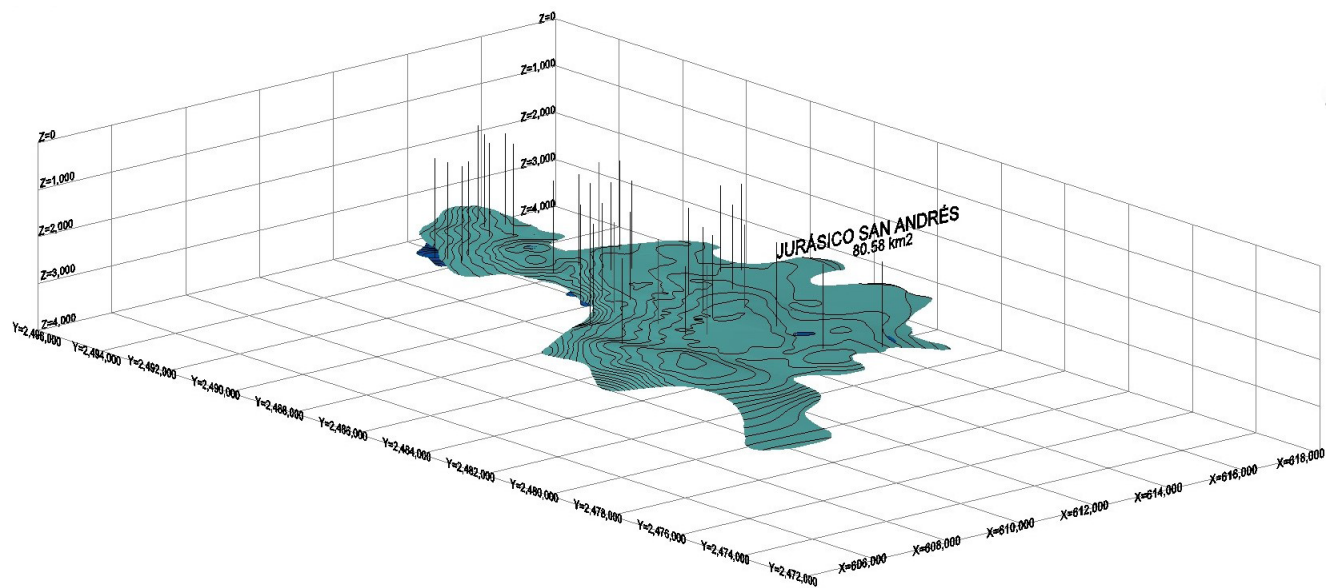 Z=0
Z=1,000
Z=2,000
Z=3,000
Z=4,000
Z=0
Z=1,000
Z=2,000
Z=3,000
Z=4,000
JURÁSICO SAN ANDRÉS
80.58 km2
Y=2,496,000
Y=2,494,000
Y=2,492,000
Y=2,490,000
Y=2,488,000
Y=2,486,000
Y=2,484,000
Y=2,482,000
Y=2,480,000
Y=2,478,000
Y=2,476,000
Y=2,474,000
Y=2,472,000
X=606,000
X=608,000
X=610,000
X=612,000
X=614,000
X=616,000
X=618,000